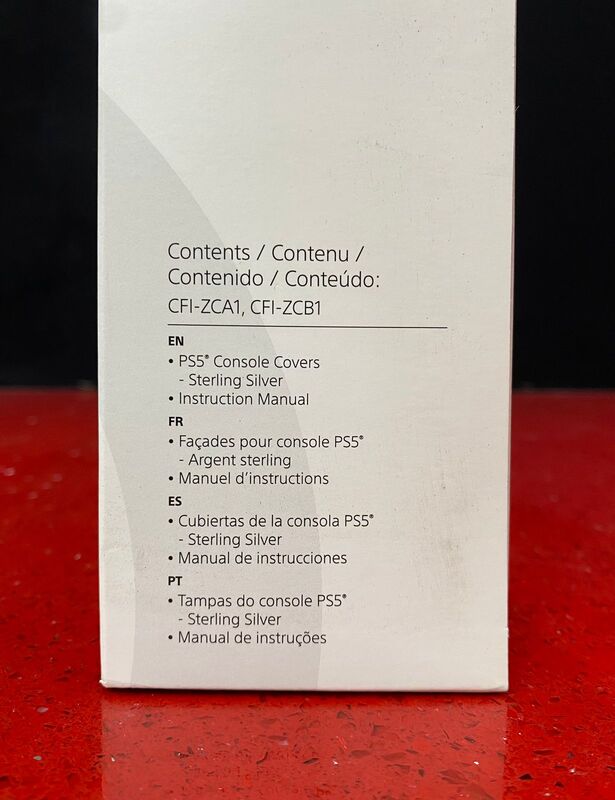 Contents / Contenu /
Contenido / Conteúdo:
CFI-ZCA1, CFI-ZCB1
EN
• PS5® Console Covers
- Sterling Silver
• Instruction Manual
FR
• Façades pour console PS5®
- Argent sterling
• Manuel d’instructions
ES
• Cubiertas de la consola PS5®
- Sterling Silver
• Manual de instrucciones
PT
• Tampas do console PS5®
- Sterling Silver
• Manual de instruções